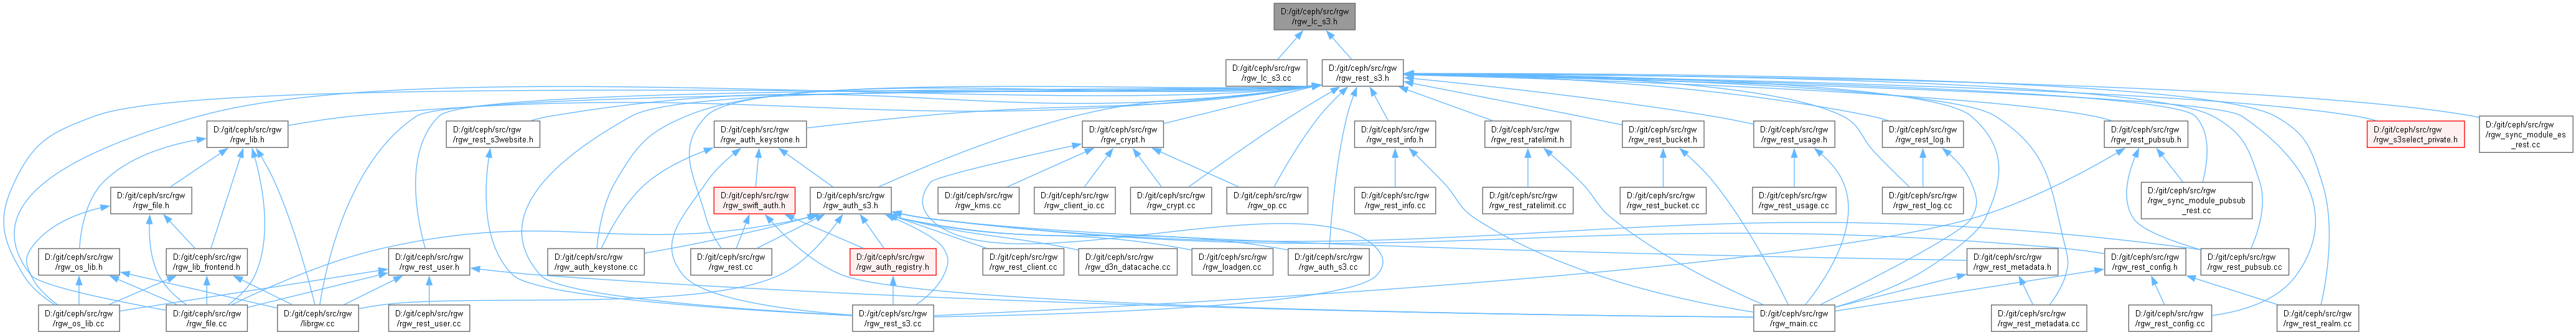 D:/git/ceph/src/rgw
/rgw_lc_s3.h
D:/git/ceph/src/rgw
/rgw_lc_s3.cc
D:/git/ceph/src/rgw
/rgw_rest_s3.h
D:/git/ceph/src/rgw
/rgw_lib.h
D:/git/ceph/src/rgw
/rgw_rest_s3website.h
D:/git/ceph/src/rgw
/rgw_auth_keystone.h
D:/git/ceph/src/rgw
/rgw_crypt.h
D:/git/ceph/src/rgw
/rgw_rest_info.h
D:/git/ceph/src/rgw
/rgw_rest_ratelimit.h
D:/git/ceph/src/rgw
/rgw_rest_bucket.h
D:/git/ceph/src/rgw
/rgw_rest_usage.h
D:/git/ceph/src/rgw
/rgw_rest_log.h
D:/git/ceph/src/rgw
/rgw_rest_pubsub.h
D:/git/ceph/src/rgw
/rgw_s3select_private.h
D:/git/ceph/src/rgw
/rgw_sync_module_es
_rest.cc
D:/git/ceph/src/rgw
/rgw_file.h
D:/git/ceph/src/rgw
/rgw_swift_auth.h
D:/git/ceph/src/rgw
/rgw_auth_s3.h
D:/git/ceph/src/rgw
/rgw_kms.cc
D:/git/ceph/src/rgw
/rgw_client_io.cc
D:/git/ceph/src/rgw
/rgw_crypt.cc
D:/git/ceph/src/rgw
/rgw_op.cc
D:/git/ceph/src/rgw
/rgw_rest_info.cc
D:/git/ceph/src/rgw
/rgw_rest_ratelimit.cc
D:/git/ceph/src/rgw
/rgw_rest_bucket.cc
D:/git/ceph/src/rgw
/rgw_rest_usage.cc
D:/git/ceph/src/rgw
/rgw_rest_log.cc
D:/git/ceph/src/rgw
/rgw_sync_module_pubsub
_rest.cc
D:/git/ceph/src/rgw
/rgw_os_lib.h
D:/git/ceph/src/rgw
/rgw_lib_frontend.h
D:/git/ceph/src/rgw
/rgw_rest_user.h
D:/git/ceph/src/rgw
/rgw_auth_keystone.cc
D:/git/ceph/src/rgw
/rgw_rest.cc
D:/git/ceph/src/rgw
/rgw_auth_registry.h
D:/git/ceph/src/rgw
/rgw_rest_client.cc
D:/git/ceph/src/rgw
/rgw_d3n_datacache.cc
D:/git/ceph/src/rgw
/rgw_loadgen.cc
D:/git/ceph/src/rgw
/rgw_auth_s3.cc
D:/git/ceph/src/rgw
/rgw_rest_metadata.h
D:/git/ceph/src/rgw
/rgw_rest_config.h
D:/git/ceph/src/rgw
/rgw_rest_pubsub.cc
D:/git/ceph/src/rgw
/rgw_os_lib.cc
D:/git/ceph/src/rgw
/rgw_file.cc
D:/git/ceph/src/rgw
/librgw.cc
D:/git/ceph/src/rgw
/rgw_rest_user.cc
D:/git/ceph/src/rgw
/rgw_rest_s3.cc
D:/git/ceph/src/rgw
/rgw_main.cc
D:/git/ceph/src/rgw
/rgw_rest_metadata.cc
D:/git/ceph/src/rgw
/rgw_rest_config.cc
D:/git/ceph/src/rgw
/rgw_rest_realm.cc